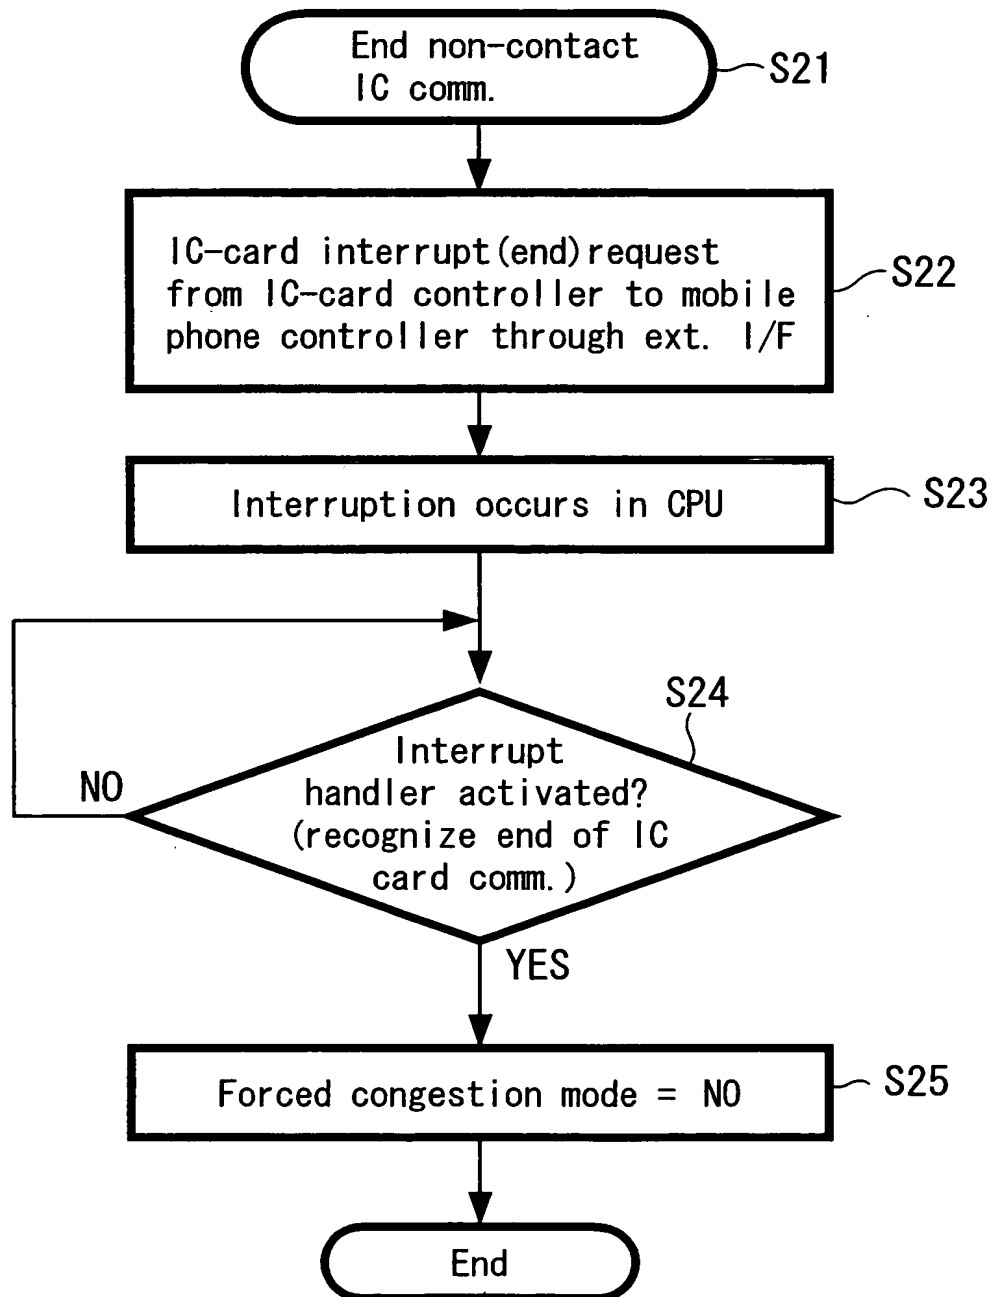 End non-contact
IC comm.
S21
IC-card interrupt(end)request
from IC-card controller to mobile
phone controller through ext. I/F
S22
Interruption occurs in CPU
S23
S24
Interrupt
handler activated?
(recognize end of IC
card comm.)
NO
YES
Forced congestion mode = NO
S25
End